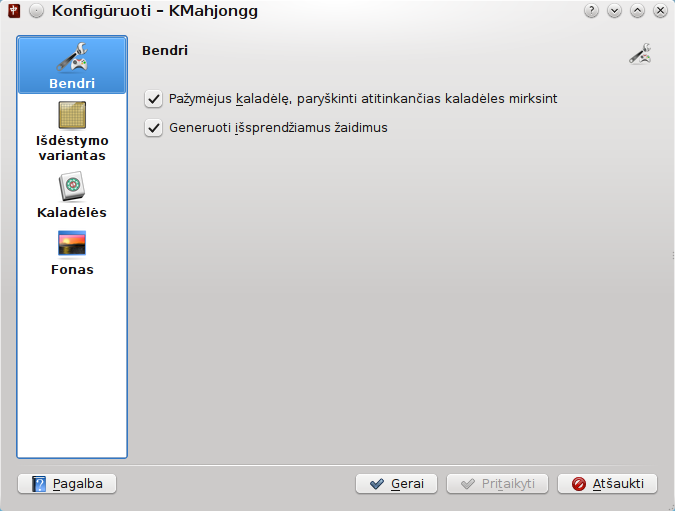 Konfigūruoti – KMahjongg
Bendri
Išdėstymo
variantas
Kaladėlės
Fonas
Bendri
Pažymėjus kaladėlę, paryškinti atitinkančias kaladėles mirksint
Generuoti išsprendžiamus žaidimus
Pagalba
Gerai
Pritaikyti
Atšaukti